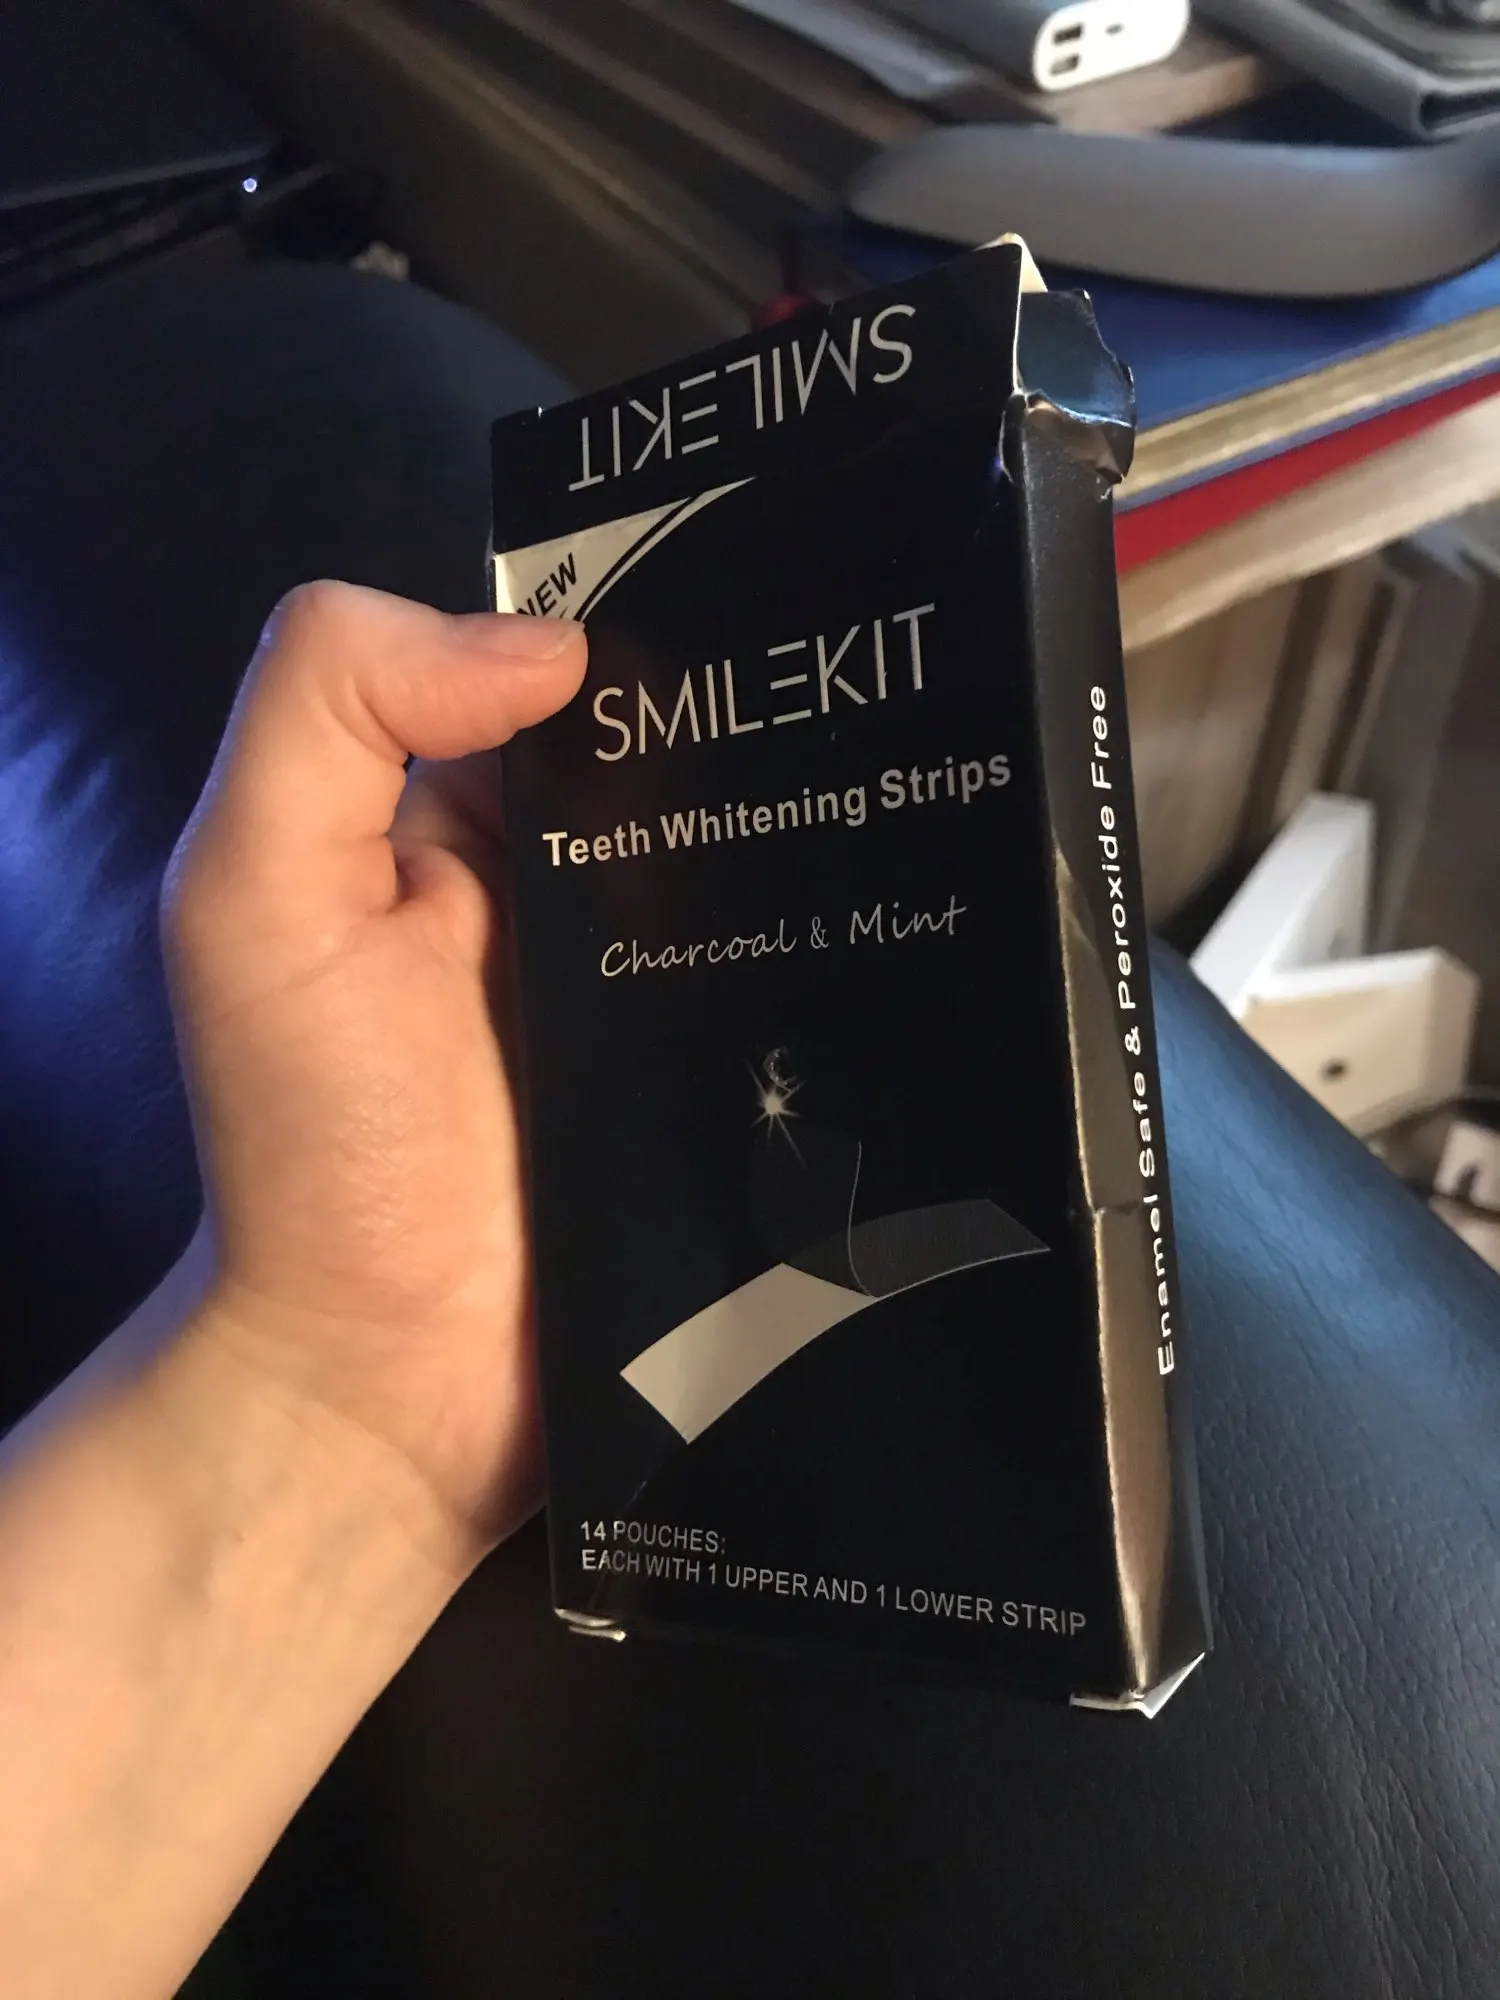 SMILEKIT
NEW
SMILEKIT
Teeth Whitening Strips
Charcoal & Mint
14 POUCHES:
EACH WITH 1 UPPER AND 1 LOWER STRIP
Enamel Safe & Peroxide Free